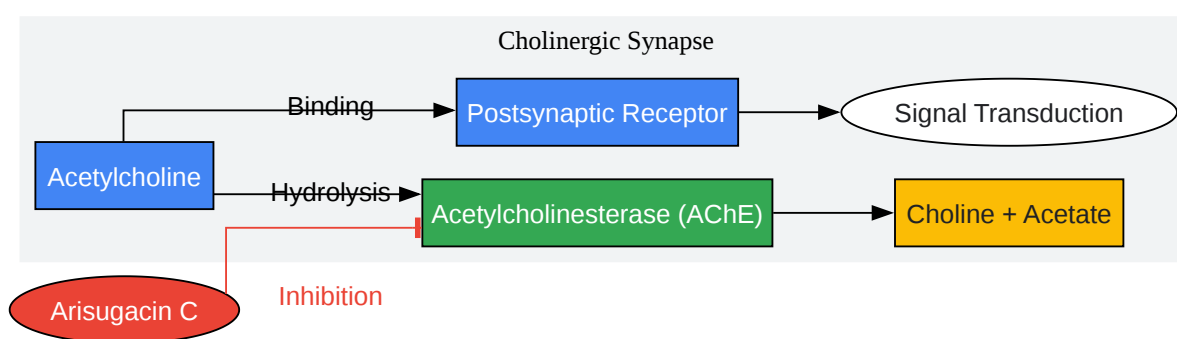 Cholinergic Synapse
Binding
Postsynaptic Receptor
Signal Transduction
Acetylcholine
Hydrolysis
Acetylcholinesterase (AChE)
Choline + Acetate
Inhibition
Arisugacin C